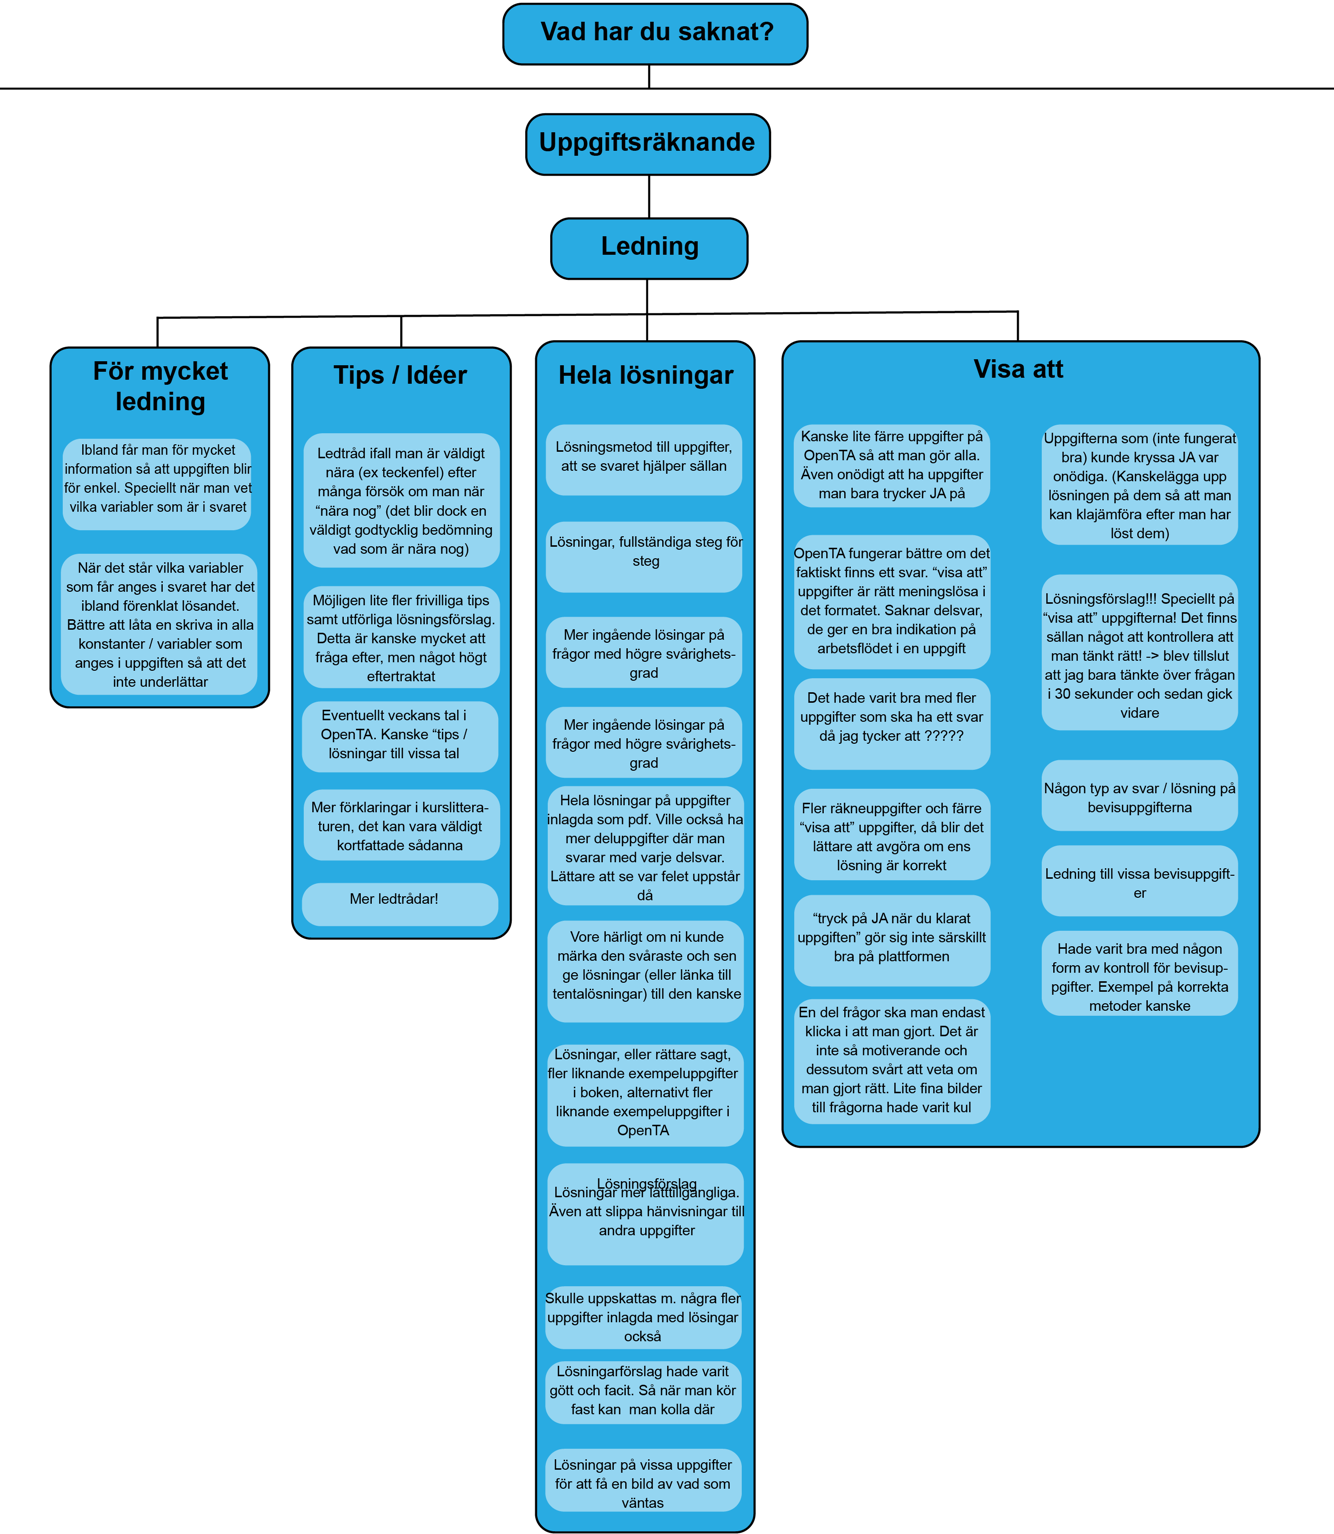 Vad har du saknat?
Uppgiftsräknande
Ledning
För mycket
ledning
Ibland får man för mycket
information så att uppgiften blir
för enkel. Speciellt när man vet
vilka variabler som är i svaret
När det står vilka variabler
som får anges i svaret har det
ibland förenklat lösandet.
Bättre att låta en skriva in alla
konstanter / variabler som
anges i uppgiften så att det
inte underlättar
Tips / Idéer
Ledtråd ifall man är väldigt
nära (ex teckenfel) efter
många försök om man när
“nära nog” (det blir dock en
väldigt godtycklig bedömning
vad som är nära nog)
Möjligen lite fler frivilliga tips
samt utförliga lösningsförslag.
Detta är kanske mycket att
fråga efter, men något högt
eftertraktat
Eventuellt veckans tal i
OpenTA. Kanske “tips /
lösningar till vissa tal
Mer förklaringar i kurslittera-
turen, det kan vara väldigt
kortfattade sådanna
Mer ledtrådar!
Hela lösningar
Lösningsmetod till uppgifter,
att se svaret hjälper sällan
Lösningar, fullständiga steg för
steg
Mer ingående lösingar på
frågor med högre svårighets-
grad
Mer ingående lösingar på
frågor med högre svårighets-
grad
Hela lösningar på uppgifter
inlagda som pdf. Ville också ha
mer deluppgifter där man
svarar med varje delsvar.
Lättare att se var felet uppstår
då
Vore härligt om ni kunde
märka den svåraste och sen
ge lösningar (eller länka till
tentalösningar) till den kanske
Lösningar, eller rättare sagt,
fler liknande exempeluppgifter
i boken, alternativt fler
liknande exempeluppgifter i
OpenTA
Lösningsförslag
Lösningar mer lätttillgängliga.
Även att slippa hänvisningar till
andra uppgifter
Skulle uppskattas m. några fler
uppgifter inlagda med lösingar
också
Lösningarförslag hade varit
gött och facit. Så när man kör
fast kan  man kolla där
Lösningar på vissa uppgifter
för att få en bild av vad som
väntas
Visa att
Kanske lite färre uppgifter på
OpenTA så att man gör alla.
Även onödigt att ha uppgifter
man bara trycker JA på
OpenTA fungerar bättre om det
faktiskt finns ett svar. “visa att”
uppgifter är rätt meningslösa i
det formatet. Saknar delsvar,
de ger en bra indikation på
arbetsflödet i en uppgift
Det hade varit bra med fler
uppgifter som ska ha ett svar
då jag tycker att ?????
Fler räkneuppgifter och färre
“visa att” uppgifter, då blir det
lättare att avgöra om ens
lösning är korrekt
“tryck på JA när du klarat
uppgiften” gör sig inte särskillt
bra på plattformen
En del frågor ska man endast
klicka i att man gjort. Det är
inte så motiverande och
dessutom svårt att veta om
man gjort rätt. Lite fina bilder
till frågorna hade varit kul
Uppgifterna som (inte fungerat
bra) kunde kryssa JA var
onödiga. (Kanskelägga upp
lösningen på dem så att man
kan klajämföra efter man har
löst dem)
Lösningsförslag!!! Speciellt på
“visa att” uppgifterna! Det finns
sällan något att kontrollera att
man tänkt rätt! -> blev tillslut
att jag bara tänkte över frågan
i 30 sekunder och sedan gick
vidare
Någon typ av svar / lösning på
bevisuppgifterna
Ledning till vissa bevisuppgift-
er
Hade varit bra med någon
form av kontroll för bevisup-
pgifter. Exempel på korrekta
metoder kanske